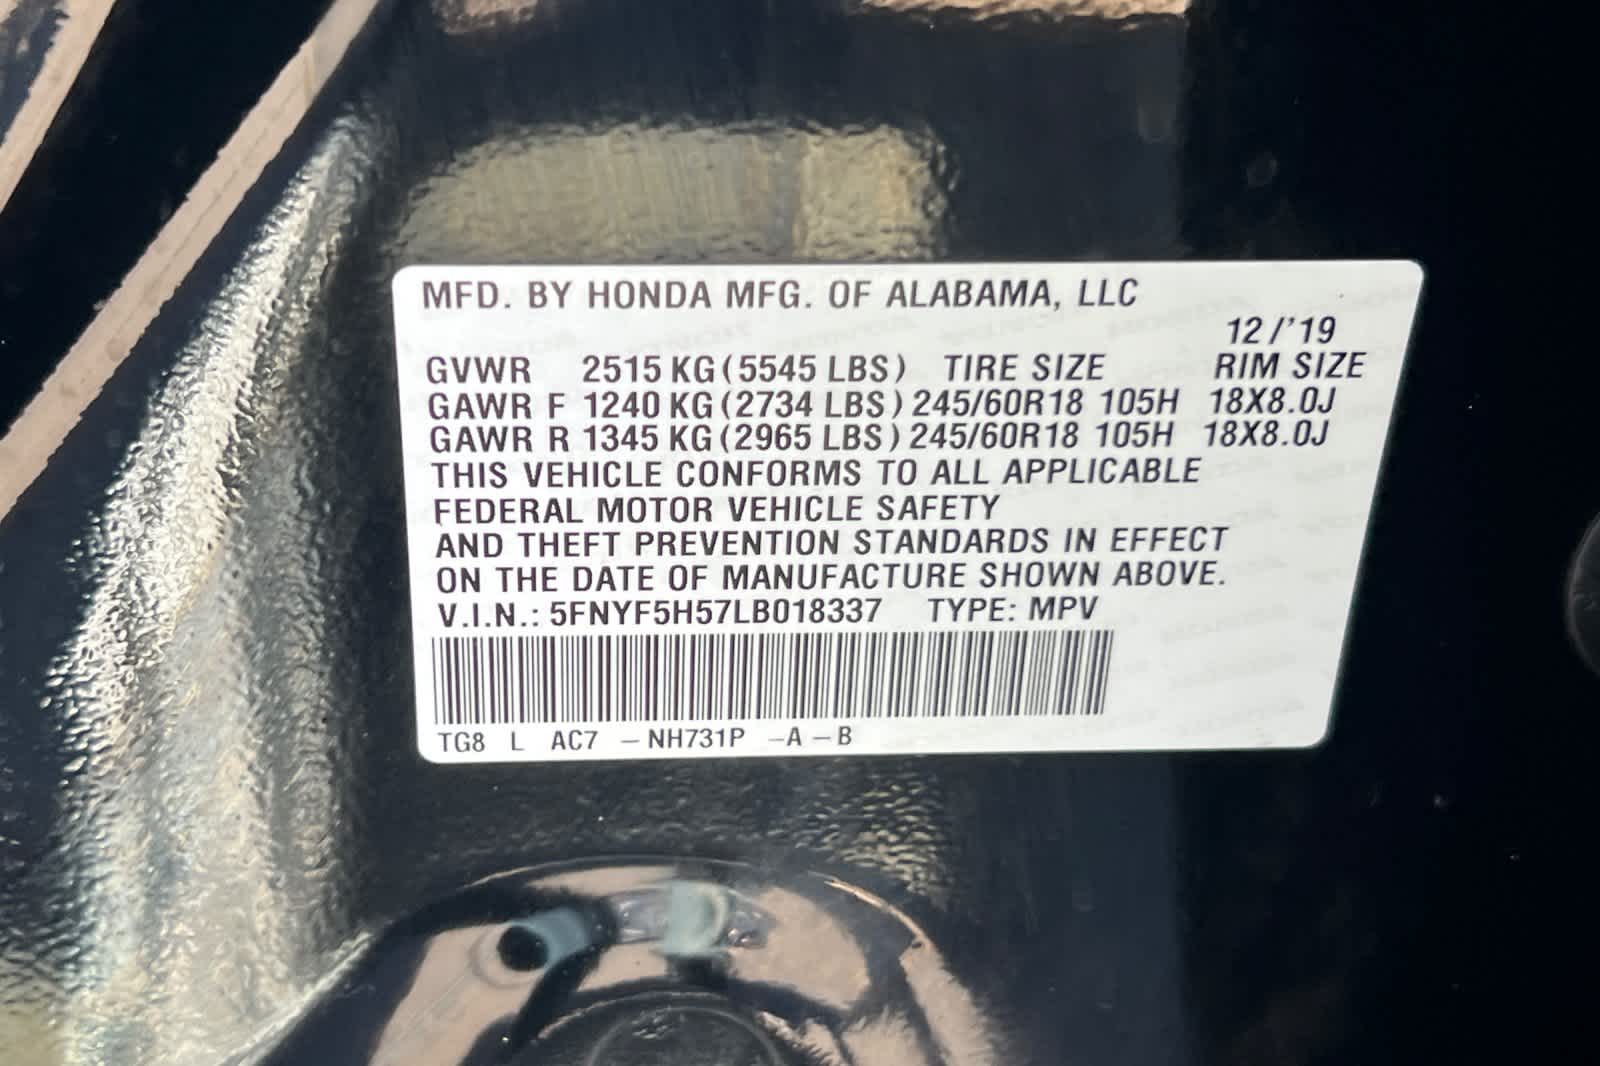 MFD. BY HONDA MFG. OF ALABAMA, LLC
12/'19
GVWR 2515 KG (5545 LBS) TIRE SIZE RIM SIZE
GAWR F 1240 KG (2734 LBS) 245/60R18 105H 18X8.0J
GAWR R 1345 KG (2965 LBS) 245/60R18 105H 18X8.0J
THIS VEHICLE CONFORMS TO ALL APPLICABLE
FEDERAL MOTOR VEHICLE SAFETY
AND THEFT PREVENTION STANDARDS IN EFFECT
ON THE DATE OF MANUFACTURE SHOWN ABOVE.
V.I.N.: 5FNYF5H57LB018337 TYPE: MPV
TG8 L AC7 – NH731P – A – B